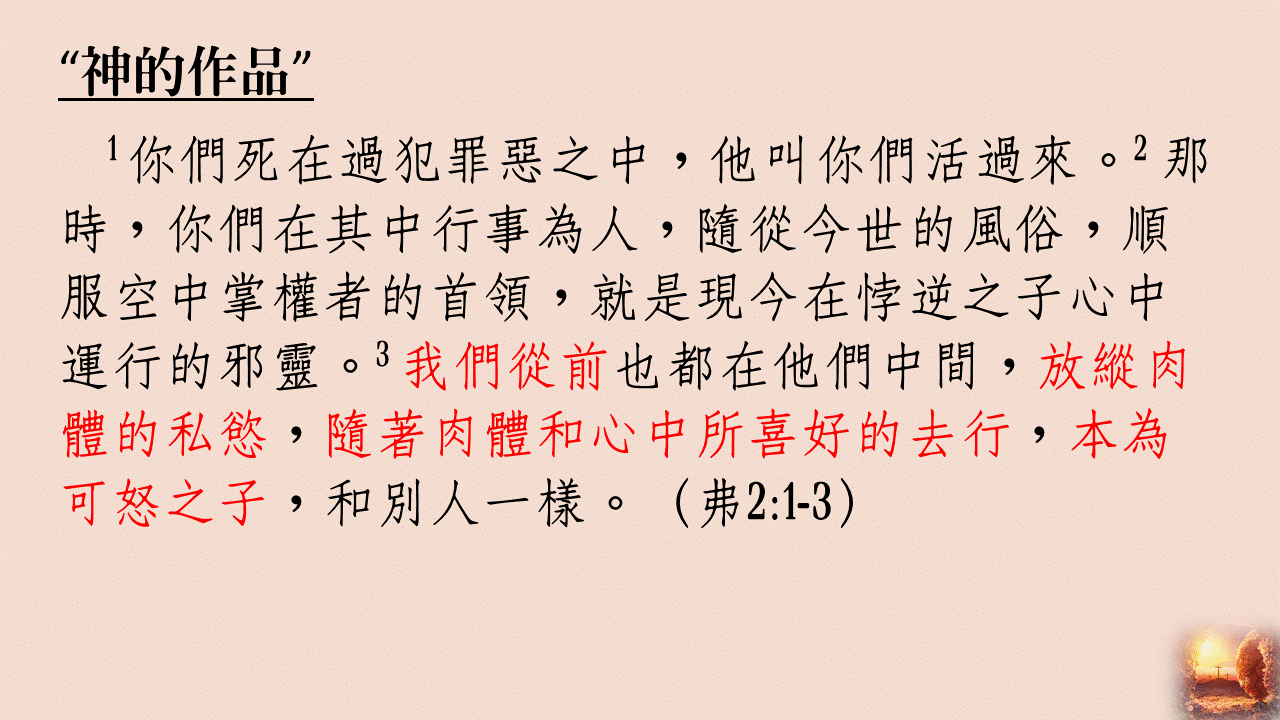 “神的作品”
1你們死在過犯罪惡之中，他叫你們活過來。2 那
時，你們在其中行事為人，隨從今世的風俗，順
服空中掌權者的首領，就是現今在悖逆之子心中
運行的邪靈。3 我們從前也都在他們中間，放縱肉
體的私慾，隨著肉體和心中所喜好的去行，本為
可怒之子，和別人一樣。（弗2:1-3）